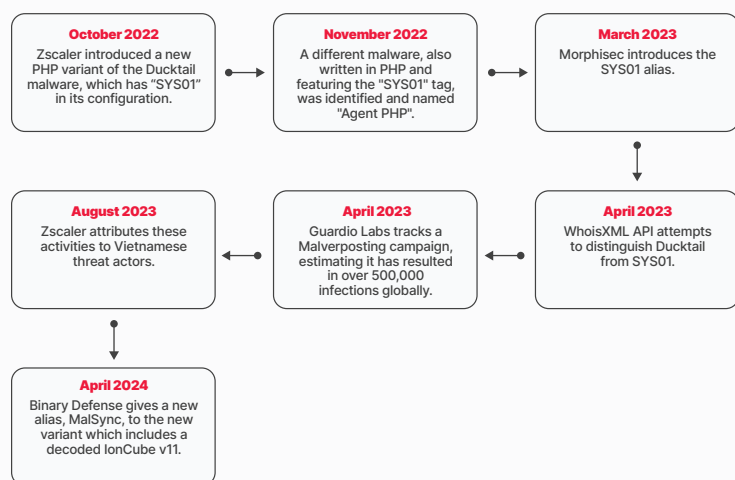 October 2022
Zscaler introduced a new
PHP variant of the Ducktail
malware, which has “SYS01”
in its configuration.
November 2022
A different malware, also
written in PHP and
featuring the "SYS01" tag,
was identified and named
"Agent PHP".
March 2023
Morphisec introduces the
SYS01 alias.
April 2023
WhoisXML API attempts
to distinguish Ducktail
from SYS01.
April 2023
Guardio Labs tracks a
Malverposting campaign,
estimating it has resulted
in over 500,000
infections globally.
August 2023
Zscaler attributes these
activities to Vietnamese
threat actors.
April 2024
Binary Defense gives a new
alias, MalSync, to the new
variant which includes a
decoded IonCube v11.